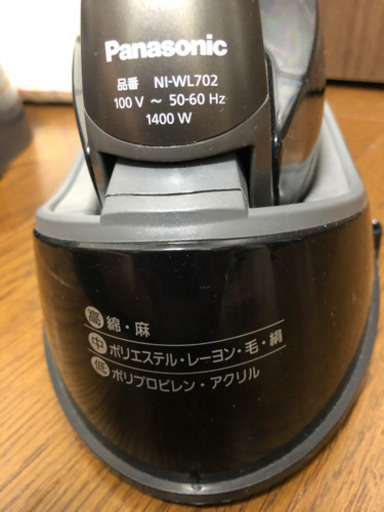 Panasonic
品番 NI-WL702
100 V ～ 50-60 Hz
1400 W
高 綿・麻
中 ポリエステル・レーヨン・毛・絹
低 ポリプロピレン・アクリル